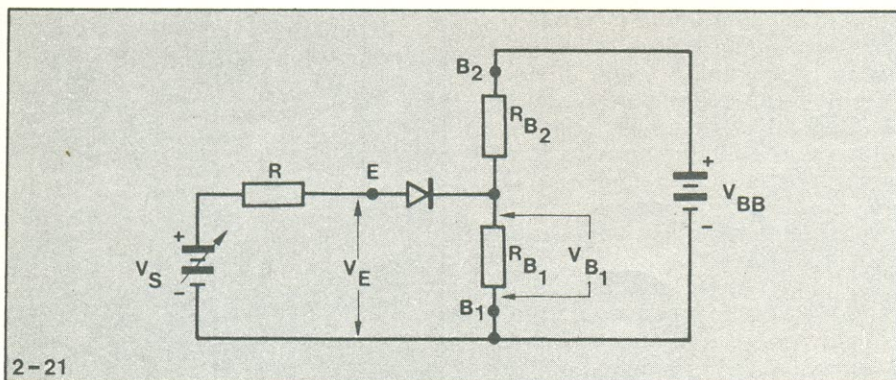 B2
RB2
R
E
+
VBB
-
+
VS
-
VE
RB1
VB1
B1
2-21